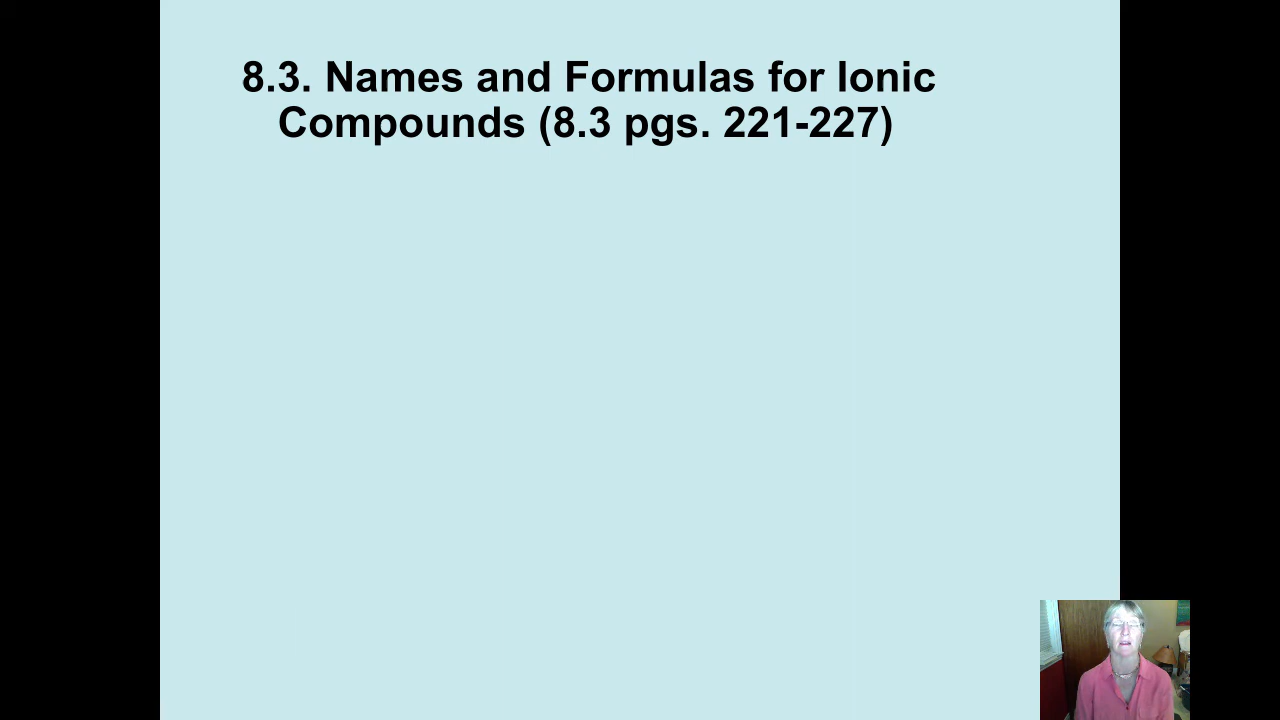 8.3. Names and Formulas for Ionic
Compounds (8.3 pgs. 221-227)